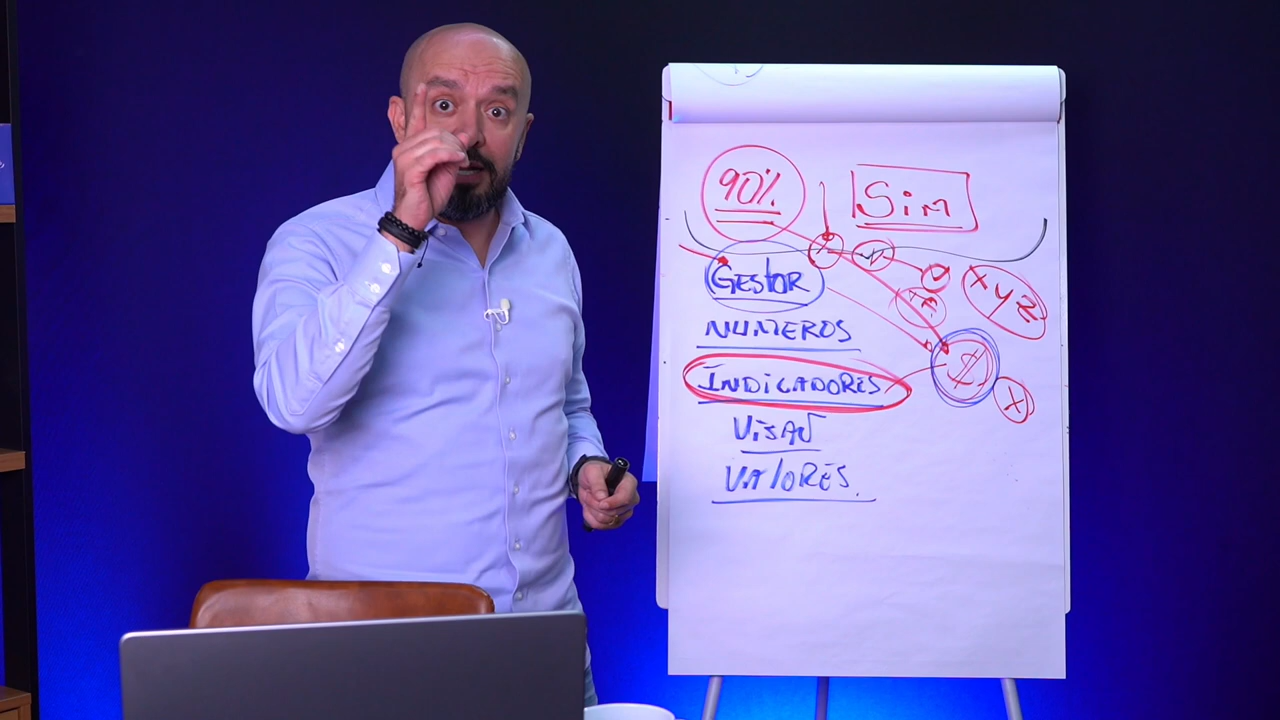 90% Sim
GESTOR XYZ
NUMEROS
INDICADORES $
X
VISAO
VALORES.